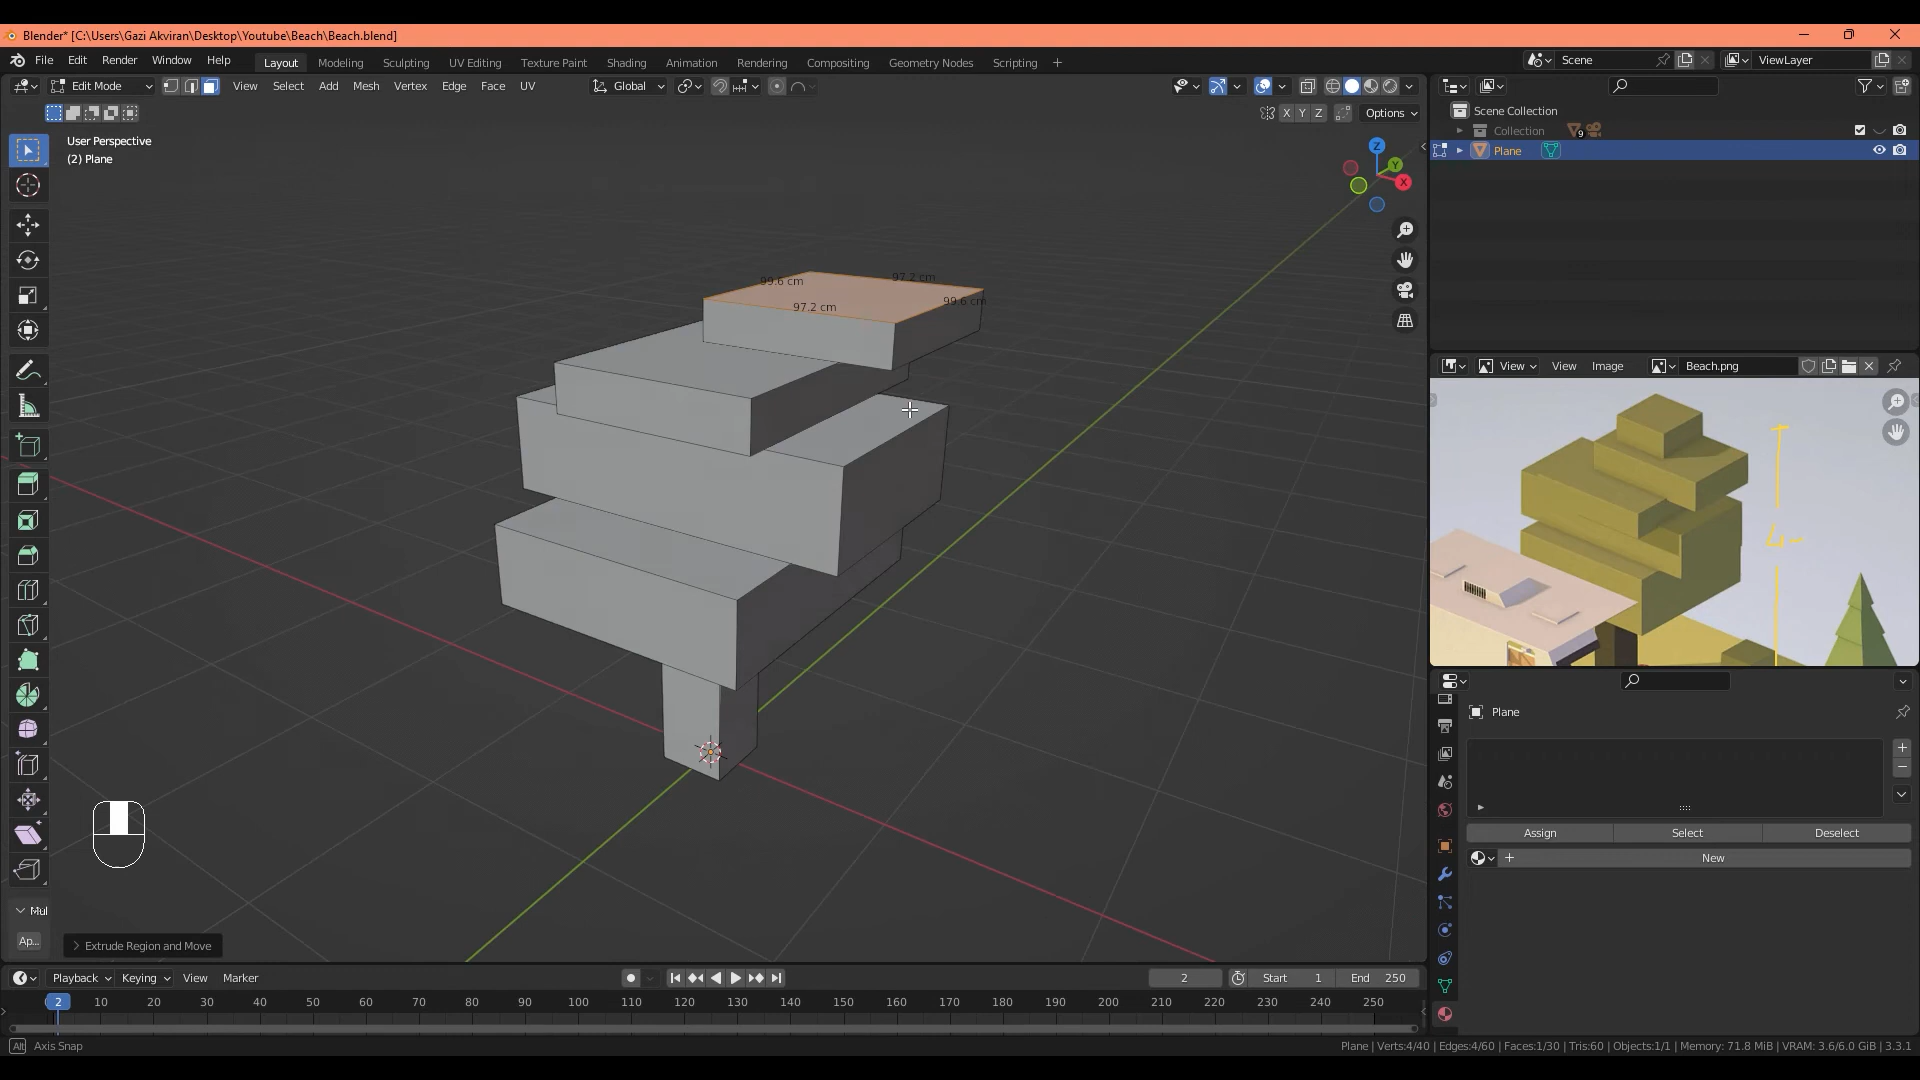 Blender* [C:\Users\Gazi Akviran\Desktop\Youtube\Beach\Beach.blend]
File Edit Render Window Help Layout Modeling Sculpting UV Editing Texture Paint Shading Animation Rendering Compositing Geometry Nodes Scripting + Scene ViewLayer
Edit Mode View Select Add Mesh Vertex Edge Face UV Global
X Y Z Options
User Perspective
(2) Plane
Z
Y
X
99.6 cm
97.2 cm
97.2 cm
99.6 cm
Scene Collection
Collection 9
Plane
View View Image Beach.png
Plane
Assign Select Deselect
New
Mul
Ap...
Extrude Region and Move
Playback Keying View Marker 2 Start 1 End 250
2 10 20 30 40 50 60 70 80 90 100 110 120 130 140 150 160 170 180 190 200 210 220 230 240 250
Alt Axis Snap
Plane | Verts:4/40 | Edges:4/60 | Faces:1/30 | Tris:60 | Objects:1/1 | Memory: 71.8 MiB | VRAM: 3.6/6.0 GiB | 3.3.1